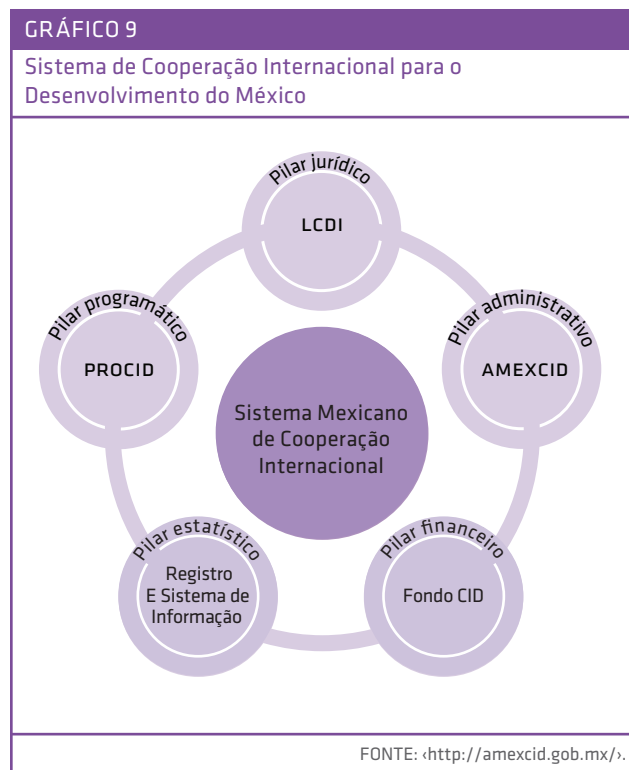 GRÁFICO 9
Sistema de Cooperação Internacional para o
Desenvolvimento do México
Pilar jurídico
LCDI
Pilar programático
PROCID
Pilar administrativo
AMEXCID
Sistema Mexicano
de Cooperação
Internacional
Pilar estatístico
Registro
E Sistema de
Informação
Pilar financeiro
Fondo CID
FONTE: ‹http://amexcid.gob.mx/›.